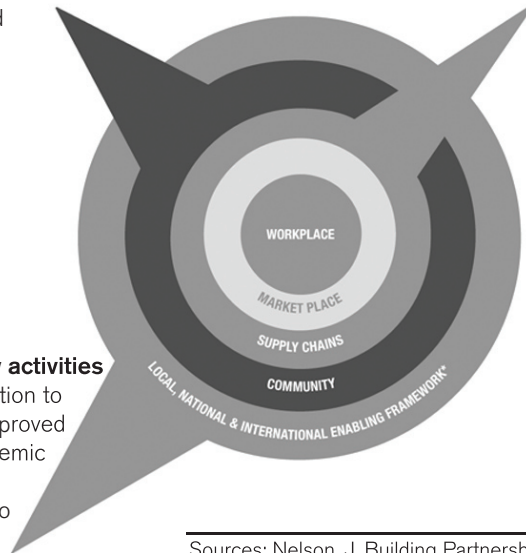 WORKPLACE
MARKET PLACE
SUPPLY CHAINS
COMMUNITY
LOCAL, NATIONAL & INTERNATIONAL ENABLING FRAMEWORK*
activities
tion to
proved
emic
Sources: Nelson, J. Building